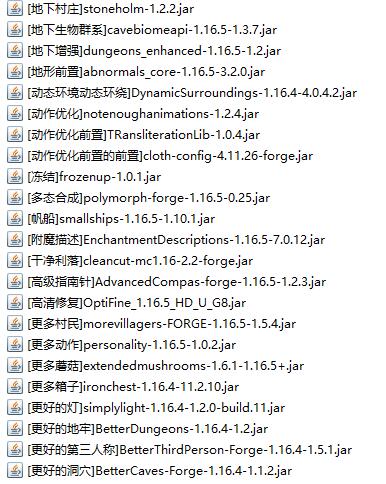 [地下村庄]stoneholm-1.2.2.jar
[地下生物群系]cavebiomeapi-1.16.5-1.3.7.jar
[地下增强]dungeons_enhanced-1.16.5-1.2.jar
[地形前置]abnormals_core-1.16.5-3.2.0.jar
[动态环境动态环绕]DynamicSurroundings-1.16.4-4.0.4.2.jar
[动作优化]notenoughanimations-1.2.4.jar
[动作优化前置]TRansliterationLib-1.0.4.jar
[动作优化前置的前置]cloth-config-4.11.26-forge.jar
[冻结]frozenup-1.0.1.jar
[多态合成]polymorph-forge-1.16.5-0.25.jar
[帆船]smallships-1.16.5-1.10.1.jar
[附魔描述]EnchantmentDescriptions-1.16.5-7.0.12.jar
[干净利落]cleancut-mc1.16-2.2-forge.jar
[高级指南针]AdvancedCompas-forge-1.16.5-1.2.3.jar
[高清修复]OptiFine_1.16.5_HD_U_G8.jar
[更多村民]morevillagers-FORGE-1.16.5-1.5.4.jar
[更多动作]personality-1.16.5-1.0.2.jar
[更多蘑菇]extendedmushrooms-1.6.1-1.16.5+.jar
[更多箱子]ironchest-1.16.4-11.2.10.jar
[更好的灯]simplylight-1.16.4-1.2.0-build.11.jar
[更好的地牢]BetterDungeons-1.16.4-1.2.jar
[更好的第三人称]BetterThirdPerson-Forge-1.16.4-1.5.1.jar
[更好的洞穴]BetterCaves-Forge-1.16.4-1.1.2.jar